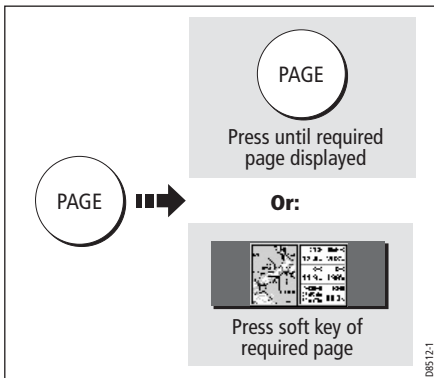 PAGE
PAGE
Press until required
page displayed
Or:
Press soft key of
required page
D8512-1